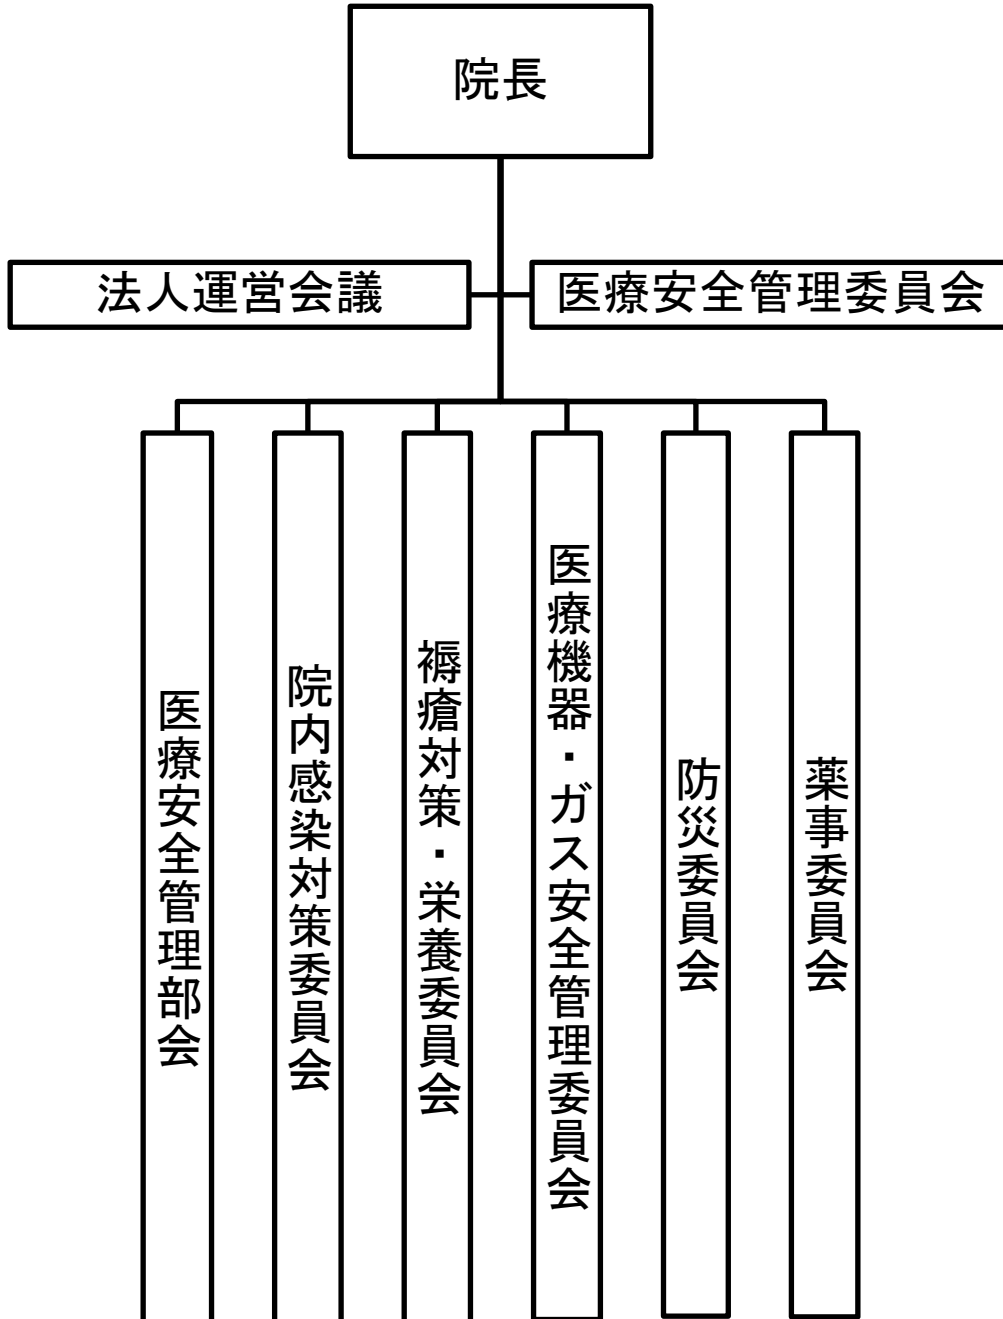 院長
法人運営会議
医療安全管理委員会
医療安全管理部会
院内感染対策委員会
褥瘡対策・栄養委員会
医療機器・ガス安全管理委員会
防災委員会
薬事委員会